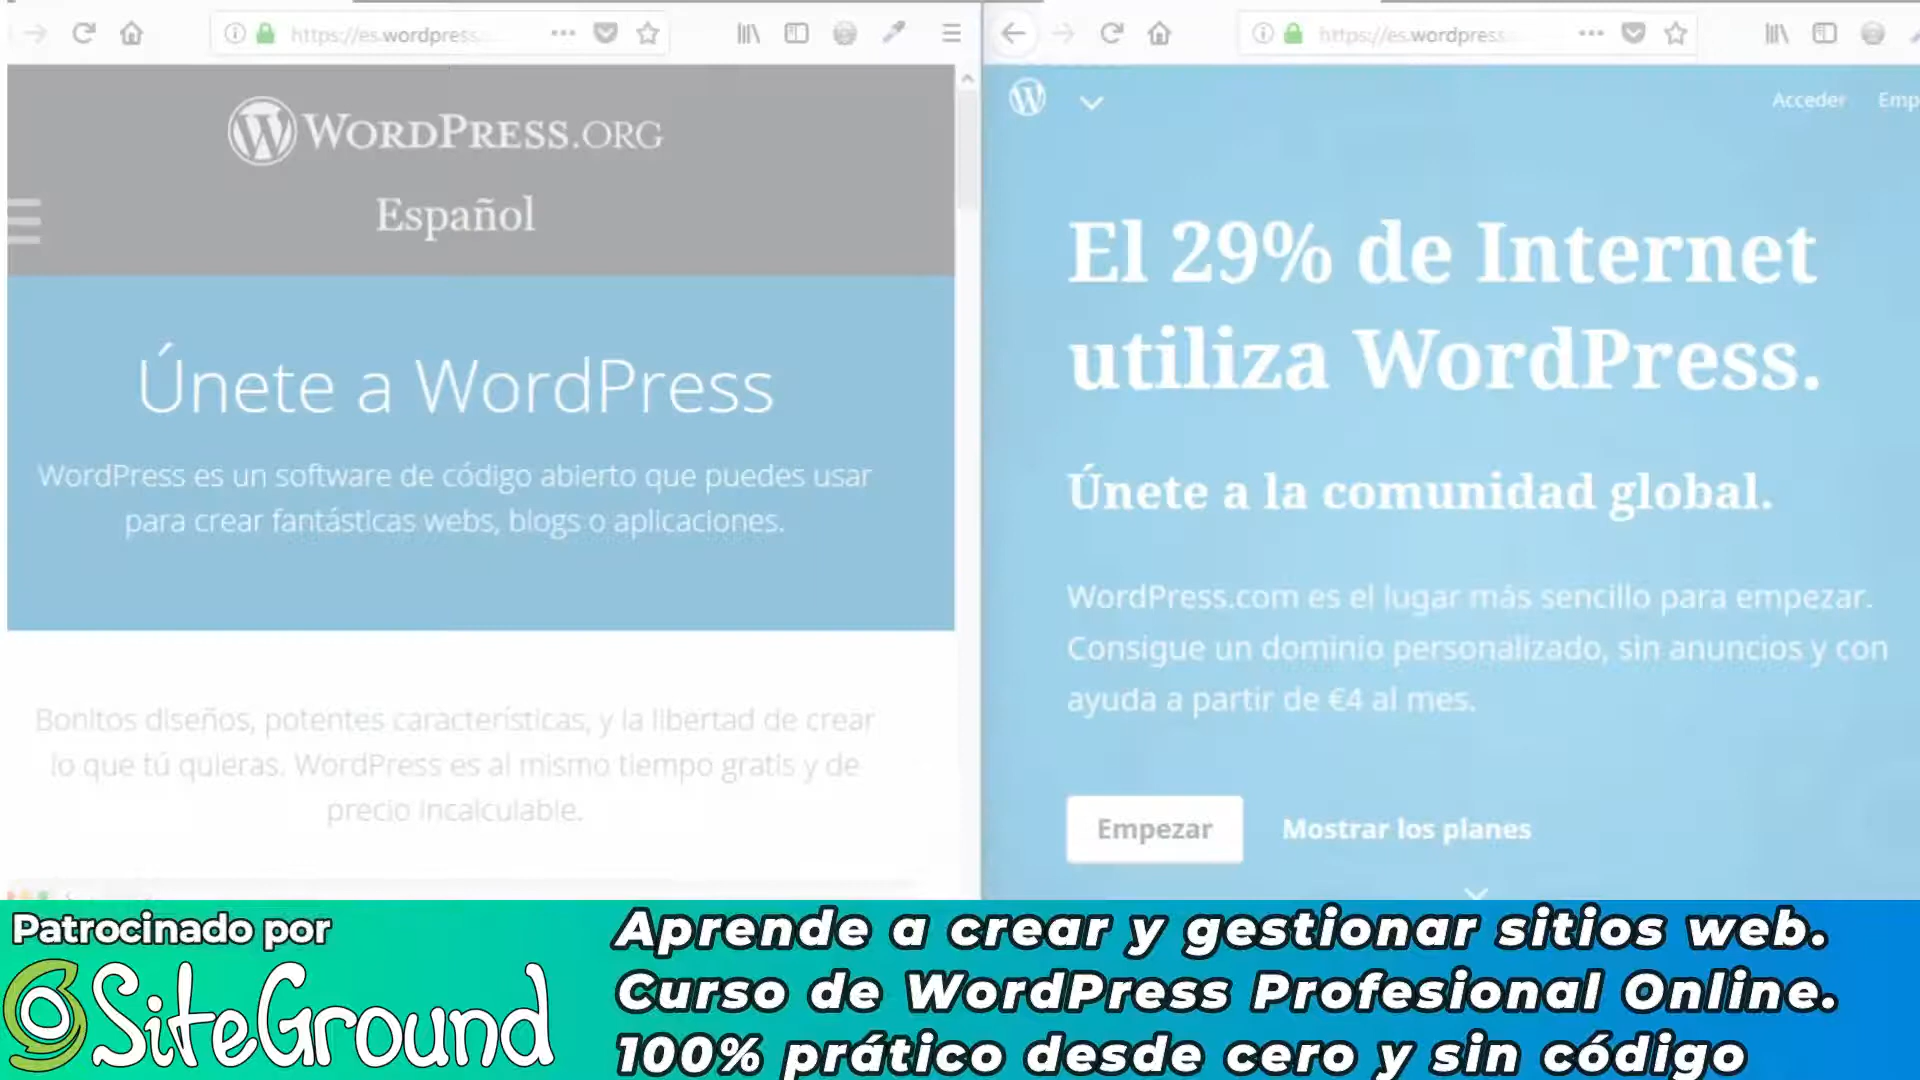 https://es.wordpress.
WORDPRESS.ORG
Español
Únete a WordPress
WordPress es un software de código abierto que puedes usar
para crear fantásticas webs, blogs o aplicaciones.
Bonitos diseños, potentes características, y la libertad de crear
lo que tú quieras. WordPress es al mismo tiempo gratis y de
precio incalculable.
https://es.wordpress
Acceder
El 29% de Internet
utiliza WordPress.
Únete a la comunidad global.
WordPress.com es el lugar más sencillo para empezar.
Consigue un dominio personalizado, sin anuncios y con
ayuda a partir de €4 al mes.
Empezar
Mostrar los planes
Patrocinado por
SiteGround
Aprende a crear y gestionar sitios web.
Curso de WordPress Profesional Online.
100% prático desde cero y sin código